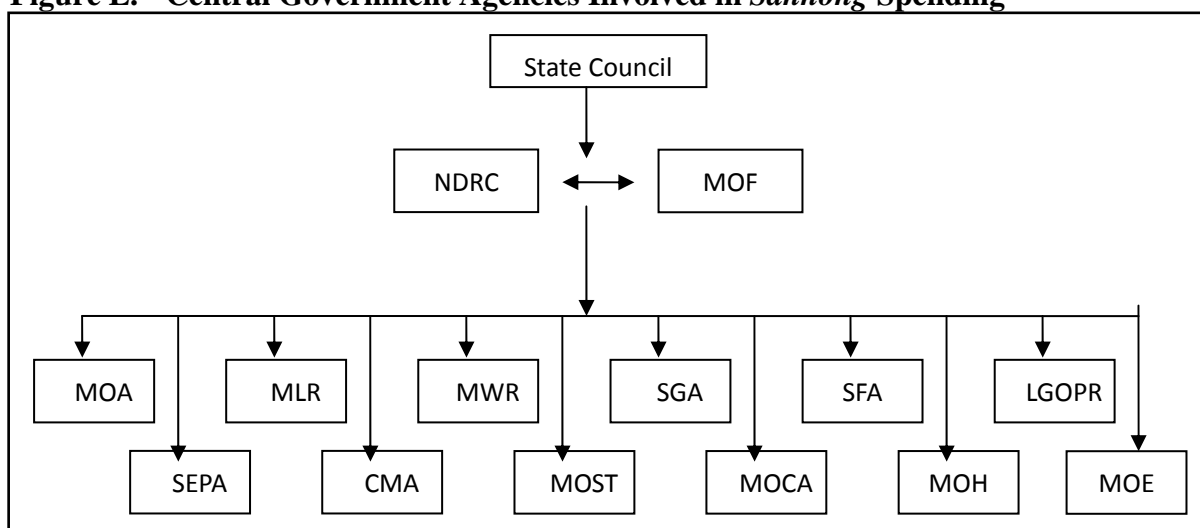 Figure E. Central Government Agencies Involved in Sannong Spending
State Council
NDRC MOF
MOA MLR MWR SGA SFA LGOPR
SEPA CMA MOST MOCA MOH MOE